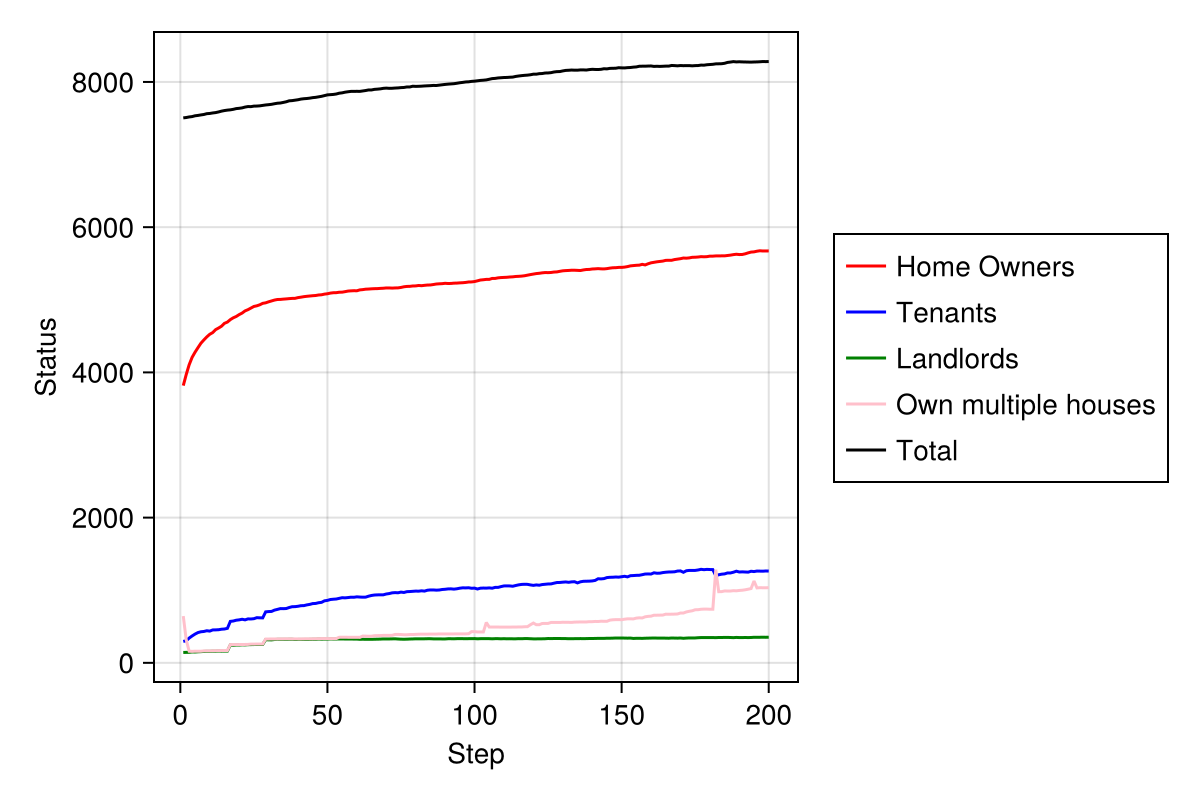 8000
6000
4000
2000
0
Status
0 50 100 150 200
Step
Home Owners
Tenants
Landlords
Own multiple houses
Total